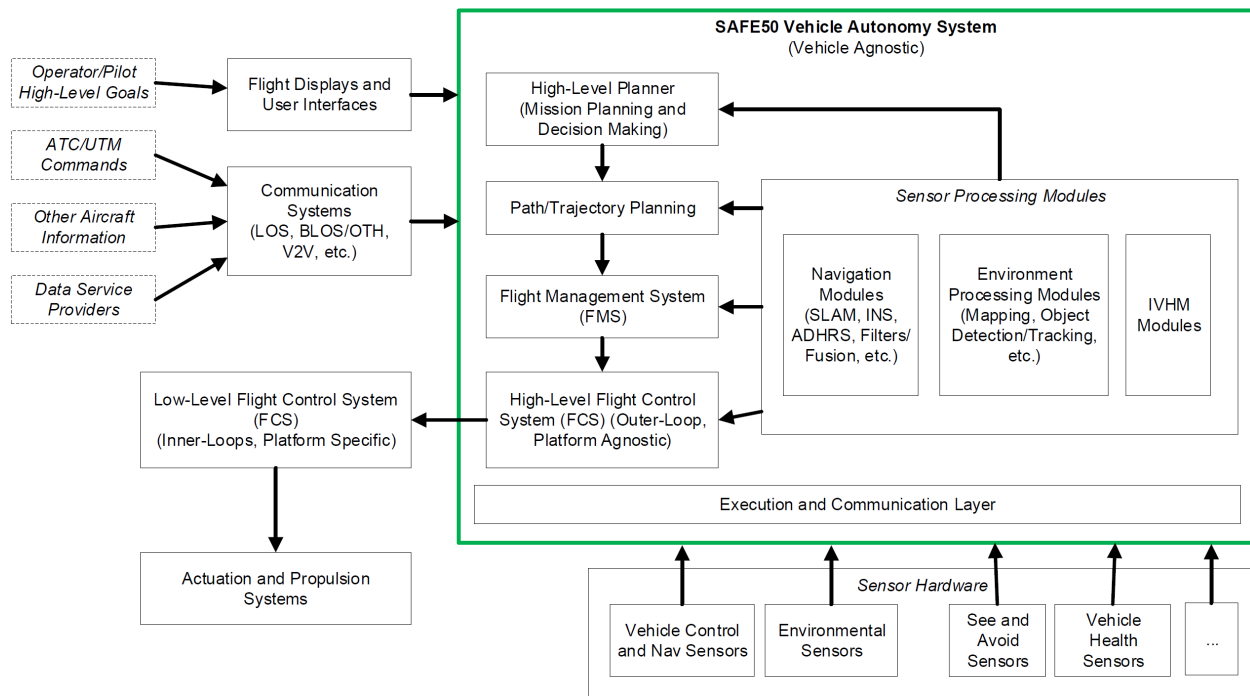 SAFE50 Vehicle Autonomy System
(Vehicle Agnostic)
Operator/Pilot
High-Level Goals
Flight Displays and
User Interfaces
High-Level Planner
(Mission Planning and
Decision Making)
ATC/UTM
Commands
Other Aircraft
Information
Data Service
Providers
Communication
Systems
(LOS, BLOS/OTH,
V2V, etc.)
Path/Trajectory Planning
Flight Management System
(FMS)
High-Level Flight Control
System (FCS) (Outer-Loop,
Platform Agnostic)
Sensor Processing Modules
Navigation
Modules
(SLAM, INS,
ADHRS, Filters/
Fusion, etc.)
Environment
Processing Modules
(Mapping, Object
Detection/Tracking,
etc.)
IVHM
Modules
Low-Level Flight Control System
(FCS)
(Inner-Loops, Platform Specific)
Execution and Communication Layer
Actuation and Propulsion
Systems
Sensor Hardware
Vehicle Control
and Nav Sensors
Environmental
Sensors
See and
Avoid
Sensors
Vehicle
Health
Sensors
...